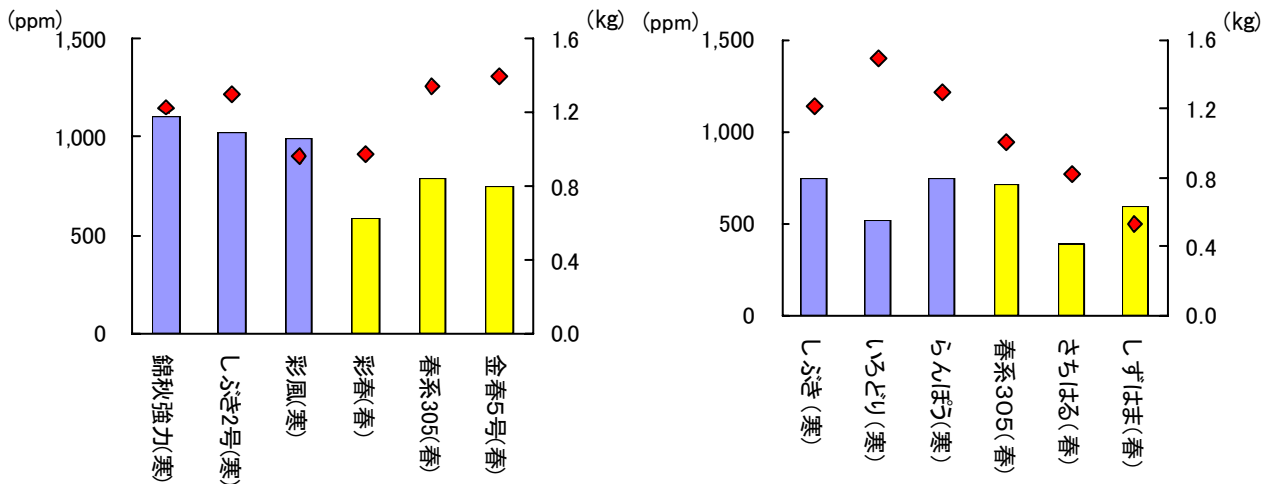 (ppm)
(kg)
1,500
1,000
500
0
1.6
1.2
0.8
0.4
0.0
錦秋強力(寒)
しぶき2号(寒)
彩風(寒)
彩春(春)
春系305(春)
金春5号(春)
(ppm)
(kg)
1,500
1,000
500
0
1.6
1.2
0.8
0.4
0.0
しぶき(寒)
いろどり(寒)
らんぽう(寒)
春系305(春)
さちはる(春)
しずはま(春)